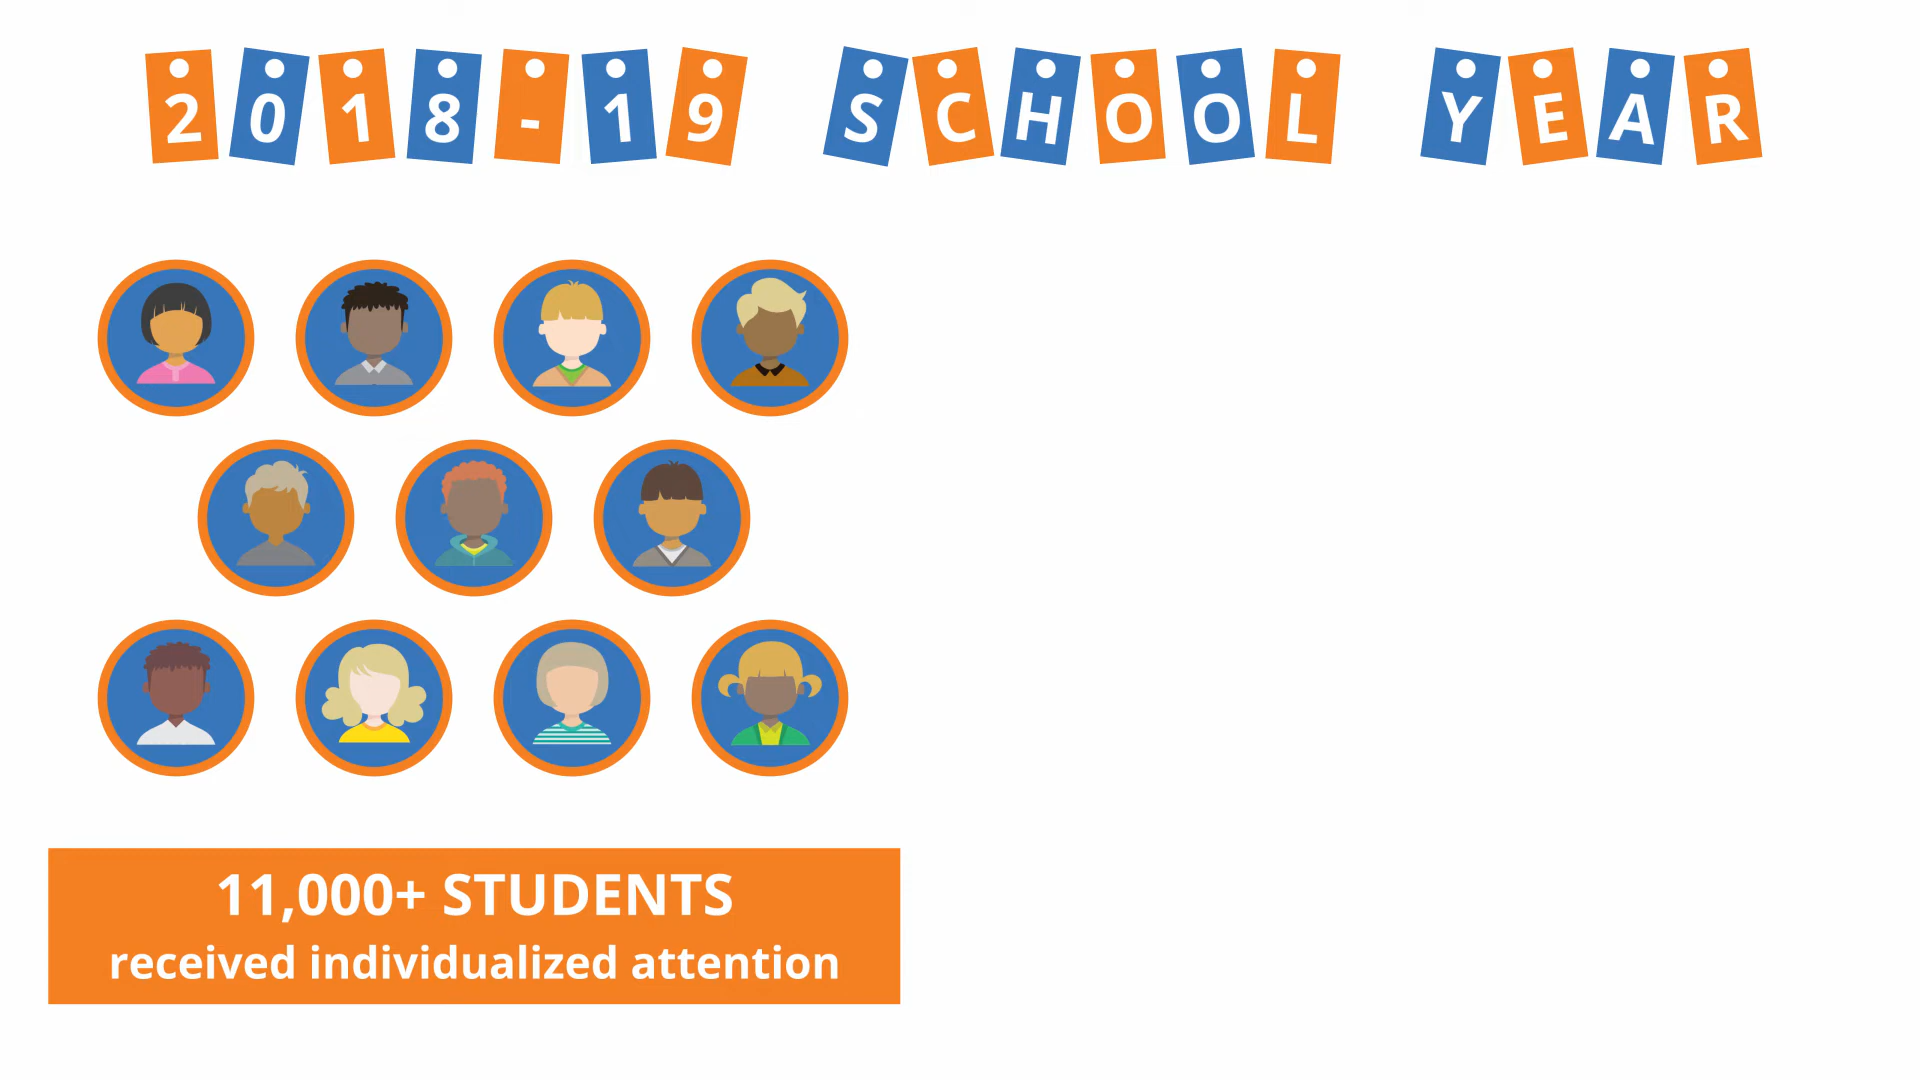 2018-19 SCHOOL YEAR
11,000+ STUDENTS
received individualized attention